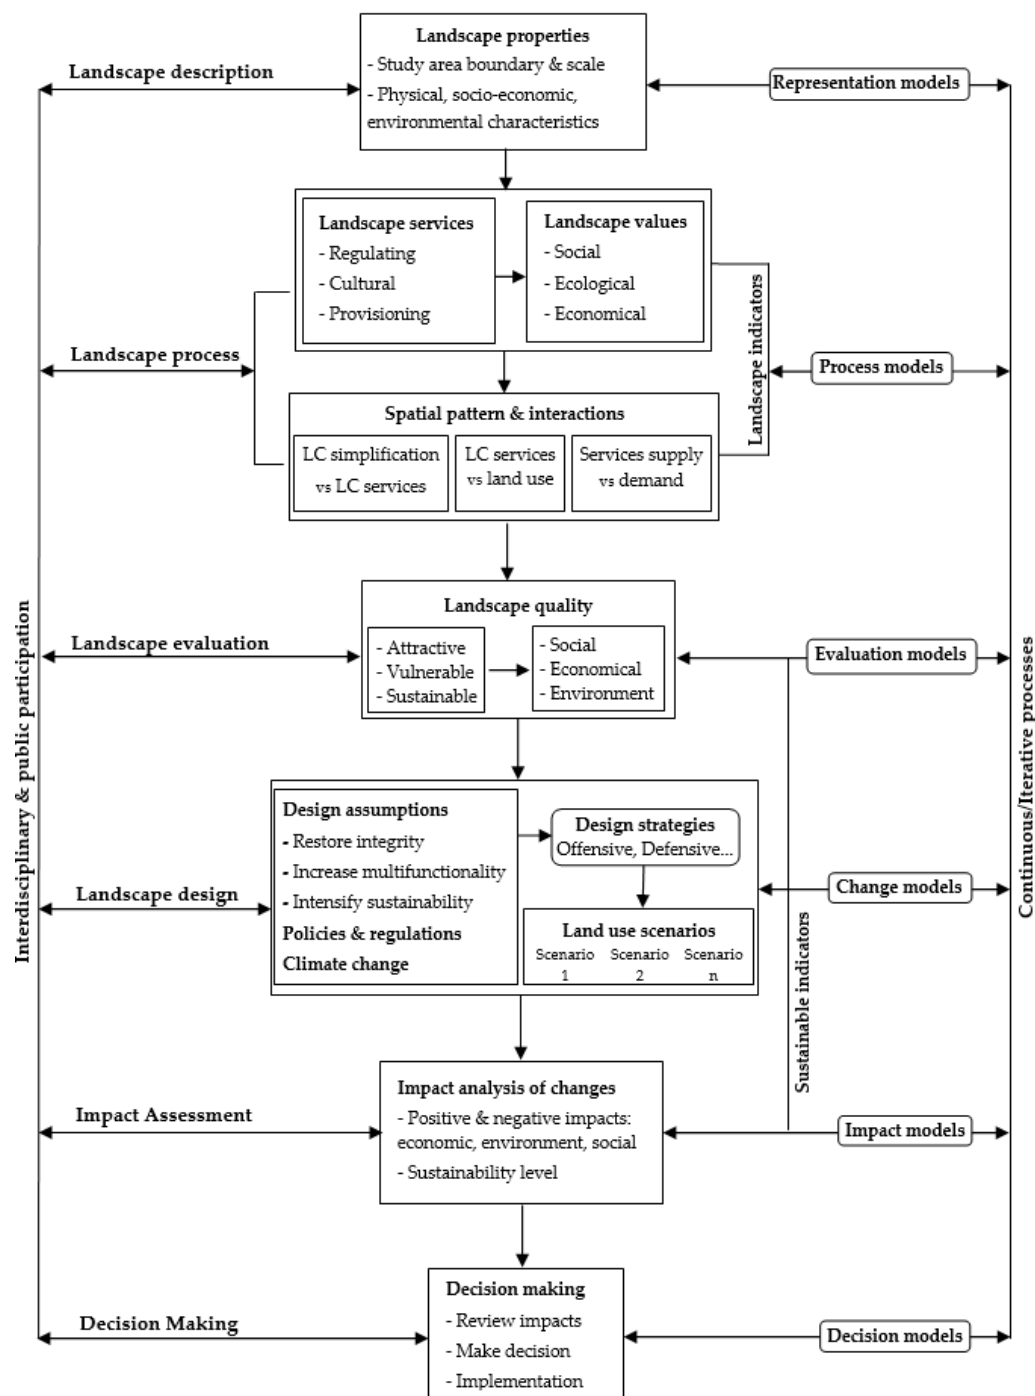 Landscape properties
- Study area boundary & scale
- Physical, socio-economic,
environmental characteristics
Landscape description
Representation models
Landscape services
- Regulating
- Cultural
- Provisioning
Landscape values
- Social
- Ecological
- Economical
Landscape process
Landscape indicators
Process models
Spatial pattern & interactions
LC simplification
vs LC services
LC services
vs land use
Services supply
vs demand
Interdisciplinary & public participation
Continuous/Iterative processes
Landscape quality
Landscape evaluation
- Attractive
- Vulnerable
- Sustainable
- Social
- Economical
- Environment
Evaluation models
Design assumptions
- Restore integrity
- Increase multifunctionality
- Intensify sustainability
Policies & regulations
Climate change
Design strategies
Offensive, Defensive...
Land use scenarios
Scenario
1
Scenario
2
Scenario
n
Landscape design
Change models
Sustainable indicators
Impact analysis of changes
- Positive & negative impacts:
economic, environment, social
- Sustainability level
Impact Assessment
Impact models
Decision making
- Review impacts
- Make decision
- Implementation
Decision Making
Decision models